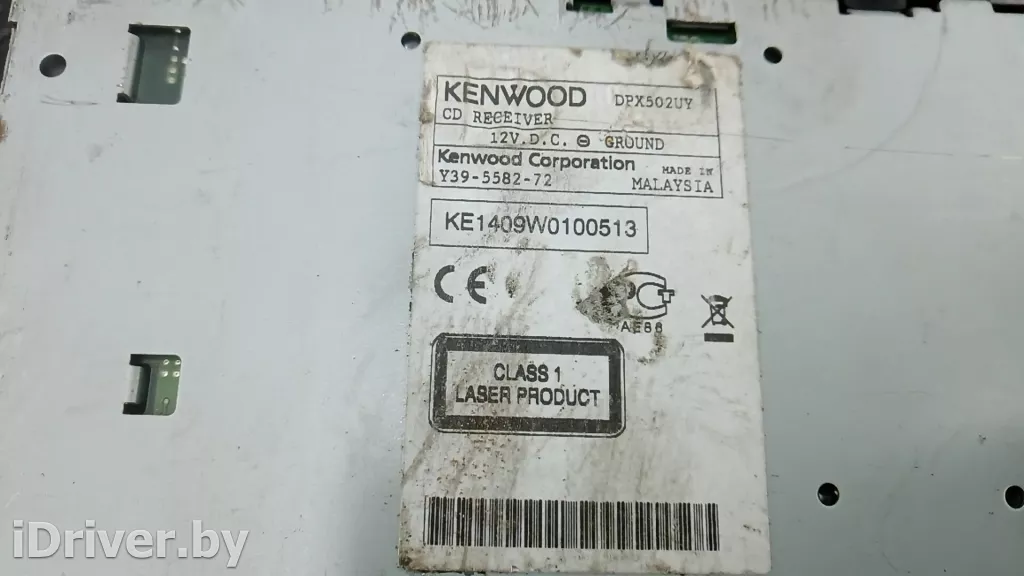 KENWOOD DPX502UY
CD RECEIVER
12V.D.C. ⊖ GROUND
Kenwood Corporation MADE IN
Y39-5582-72 MALAYSIA
KE1409W0100513
CE
AE88
CLASS 1
LASER PRODUCT
iDriver.by